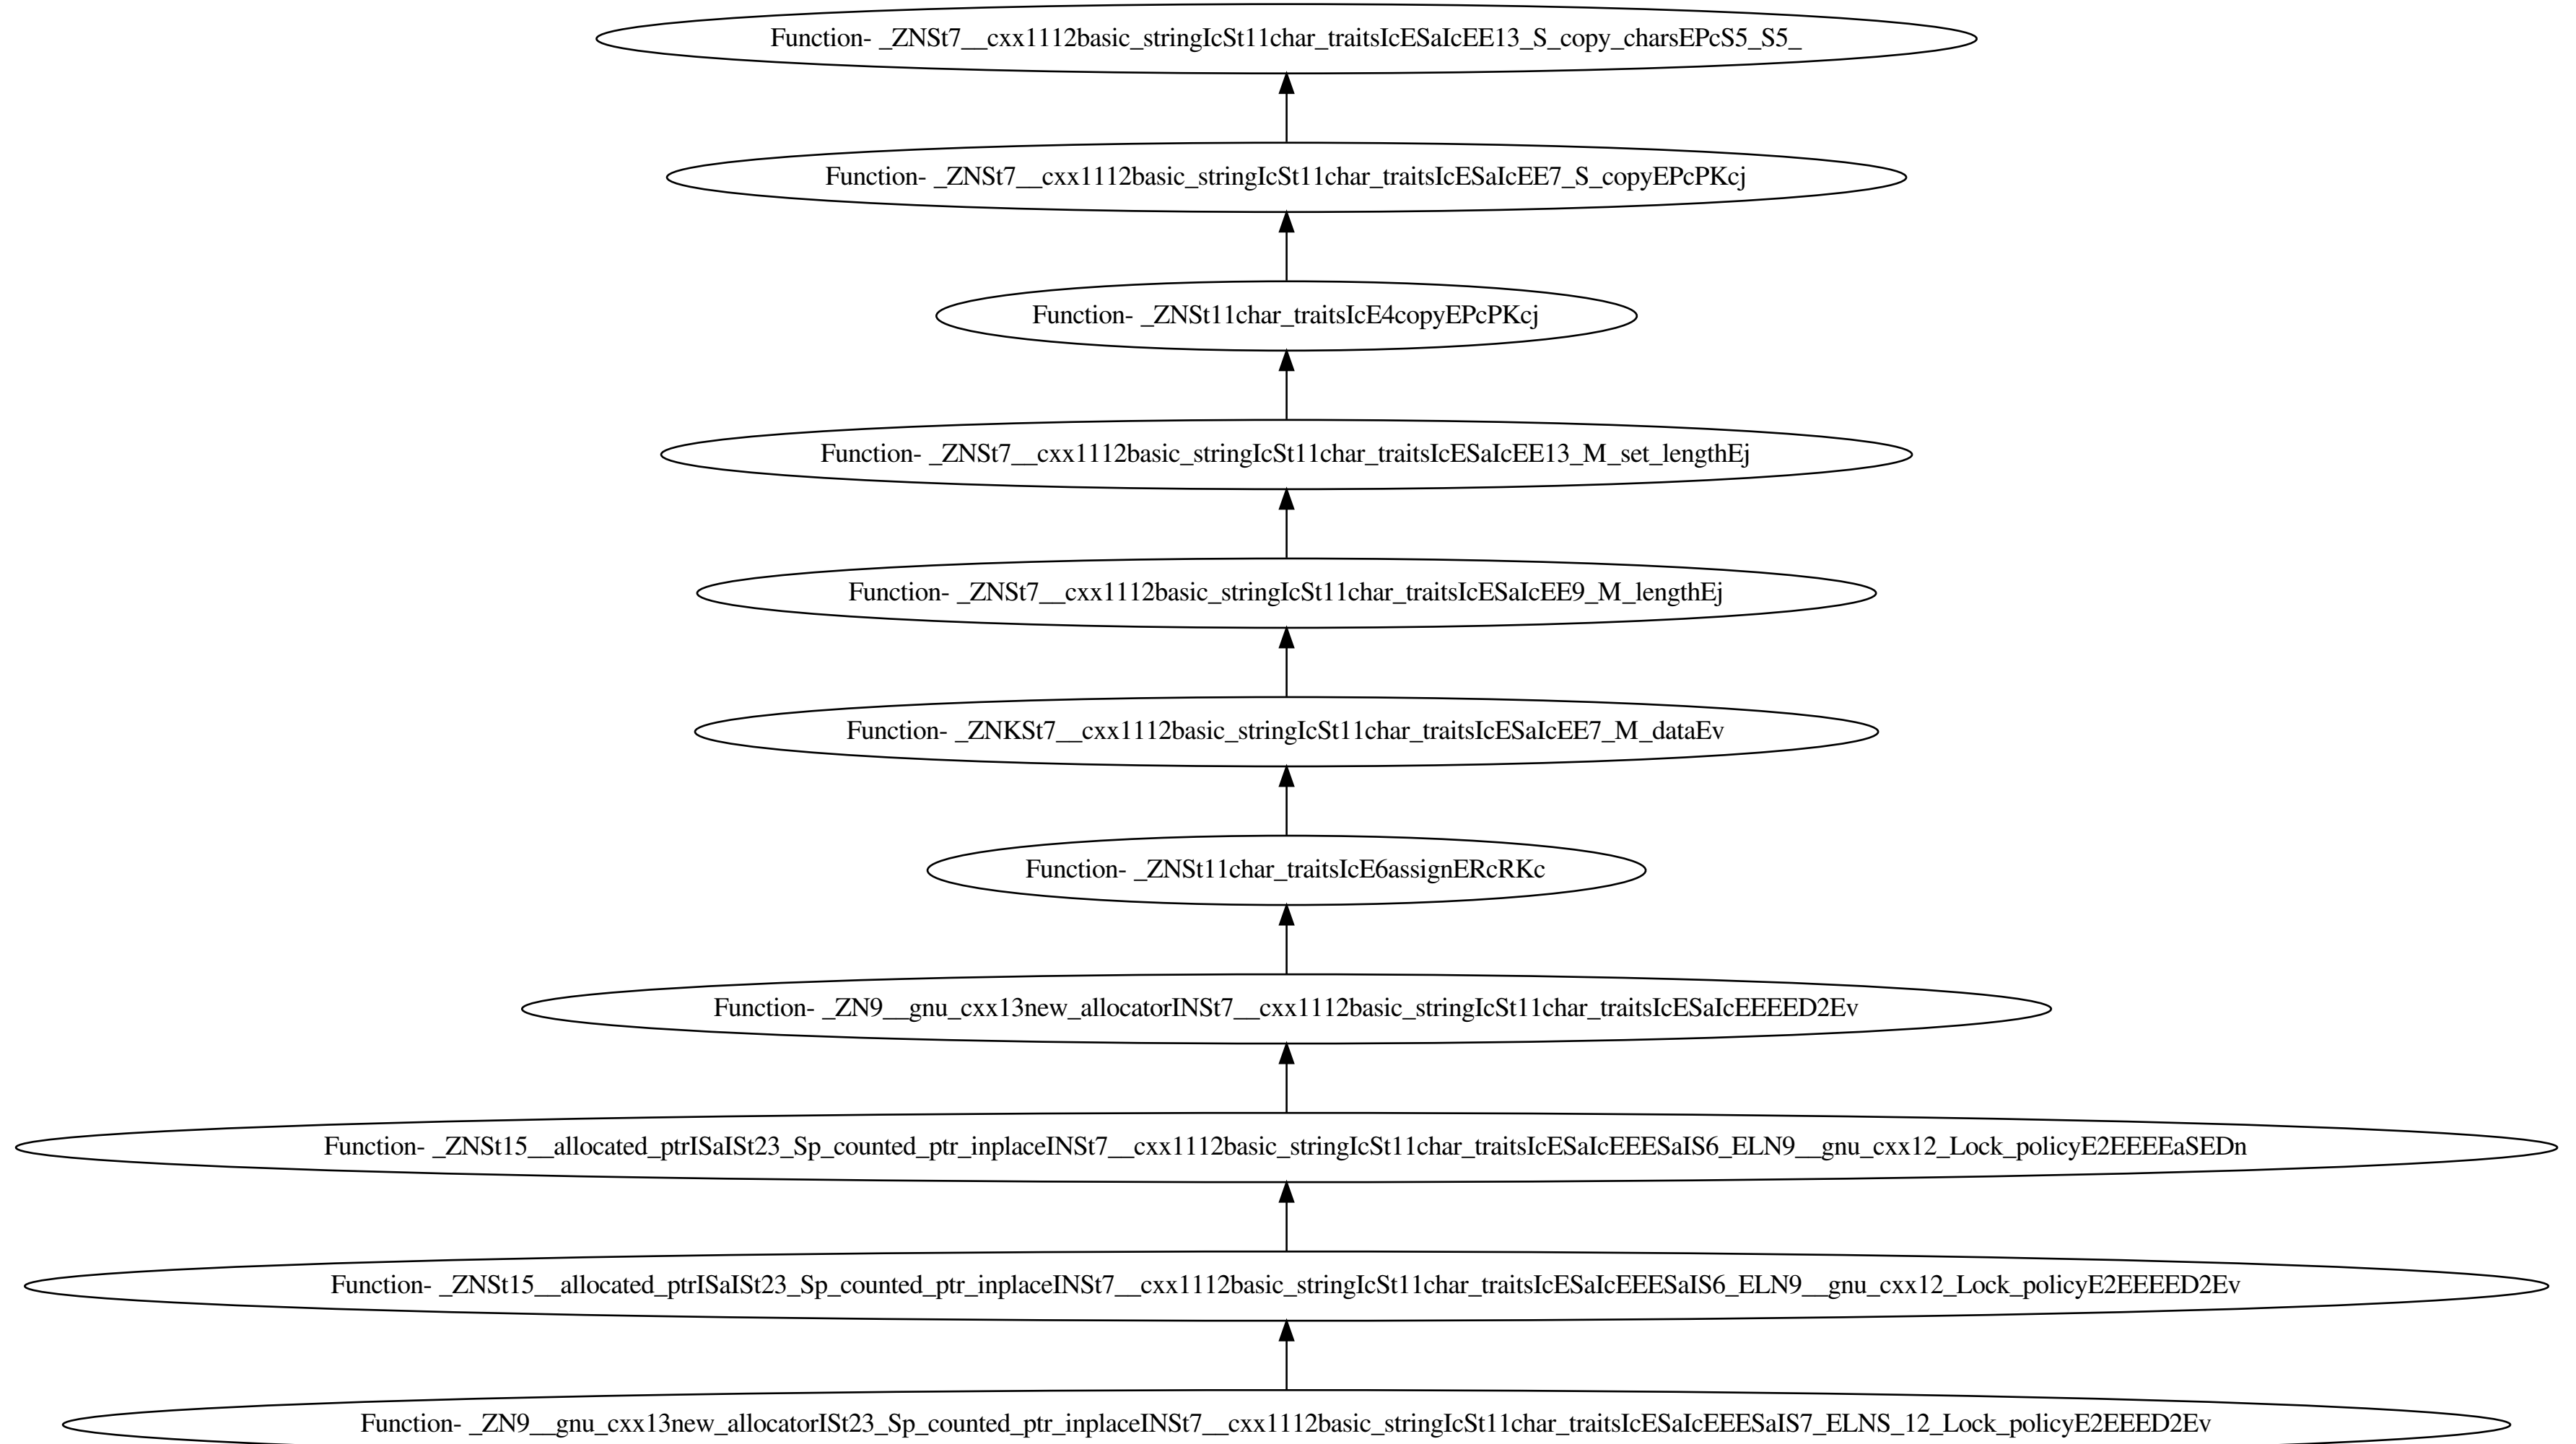 Function- _ZNSt7__cxx1112basic_stringIcSt11char_traitsIcESaIcEE13_S_copy_charsEPcS5_S5_
Function- _ZNSt7__cxx1112basic_stringIcSt11char_traitsIcESaIcEE7_S_copyEPcPKcj
Function- _ZNSt11char_traitsIcE4copyEPcPKcj
Function- _ZNSt7__cxx1112basic_stringIcSt11char_traitsIcESaIcEE13_M_set_lengthEj
Function- _ZNSt7__cxx1112basic_stringIcSt11char_traitsIcESaIcEE9_M_lengthEj
Function- _ZNKSt7__cxx1112basic_stringIcSt11char_traitsIcESaIcEE7_M_dataEv
Function- _ZNSt11char_traitsIcE6assignERcRKc
Function- _ZN9__gnu_cxx13new_allocatorINSt7__cxx1112basic_stringIcSt11char_traitsIcESaIcEEEED2Ev
Function- _ZNSt15__allocated_ptrISaISt23_Sp_counted_ptr_inplaceINSt7__cxx1112basic_stringIcSt11char_traitsIcESaIcEEESaIS6_ELN9__gnu_cxx12_Lock_policyE2EEEEaSEDn
Function- _ZNSt15__allocated_ptrISaISt23_Sp_counted_ptr_inplaceINSt7__cxx1112basic_stringIcSt11char_traitsIcESaIcEEESaIS6_ELN9__gnu_cxx12_Lock_policyE2EEEED2Ev
Function- _ZN9__gnu_cxx13new_allocatorISt23_Sp_counted_ptr_inplaceINSt7__cxx1112basic_stringIcSt11char_traitsIcESaIcEEESaIS7_ELNS_12_Lock_policyE2EEED2Ev